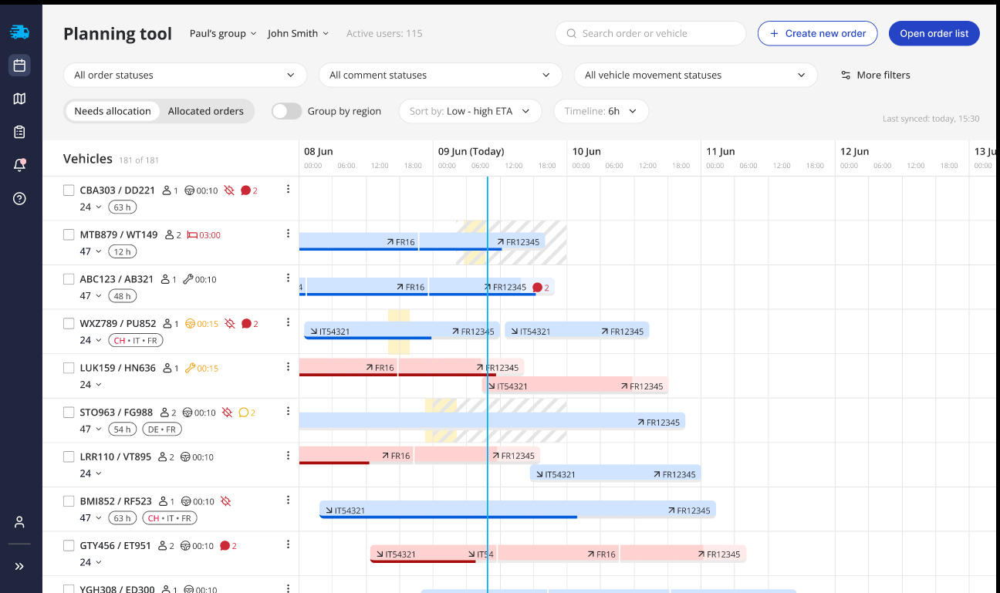 Planning tool Paul's group John Smith Active users: 115 Search order or vehicle + Create new order Open order list
All order statuses All comment statuses All vehicle movement statuses More filters
Needs allocation Allocated orders Group by region Sort by: Low - high ETA Timeline: 6h
Last synced: today, 15:30
Vehicles 181 of 181
08 Jun 09 Jun (Today) 10 Jun 11 Jun 12 Jun 13 Ju
00:00 06:00 12:00 18:00 00:00 06:00 12:00 18:00 00:00 06:00 12:00 18:00 00:00 06:00 12:00 18:00 00:00 06:00 12:00 18:00 00:00
CBA303 / DD221 1 00:10 2
24 63 h
MTB879 / WT149 2 03:00
FR16 FR12345
47 12 h
ABC123 / AB321 1 00:10
4 FR16 FR12345 2
47 48 h
WXZ789 / PU852 1 00:15 2
IT54321 FR12345 IT54321 FR12345
24 CH • IT • FR
LUK159 / HN636 1 00:15
FR16 FR12345
24
IT54321 FR12345
STO963 / FG988 2 00:10 2
FR12345
47 54 h DE • FR
LRR110 / VT895 2 00:10
FR16 FR12345
24
IT54321 FR12345
BMI852 / RF523 1 00:10
IT54321 FR12345
47 63 h CH • IT • FR
GTY456 / ET951 2 00:10 2
IT54321 IT54 FR16 FR12345
24
YGH308 / ED300 1 00:10